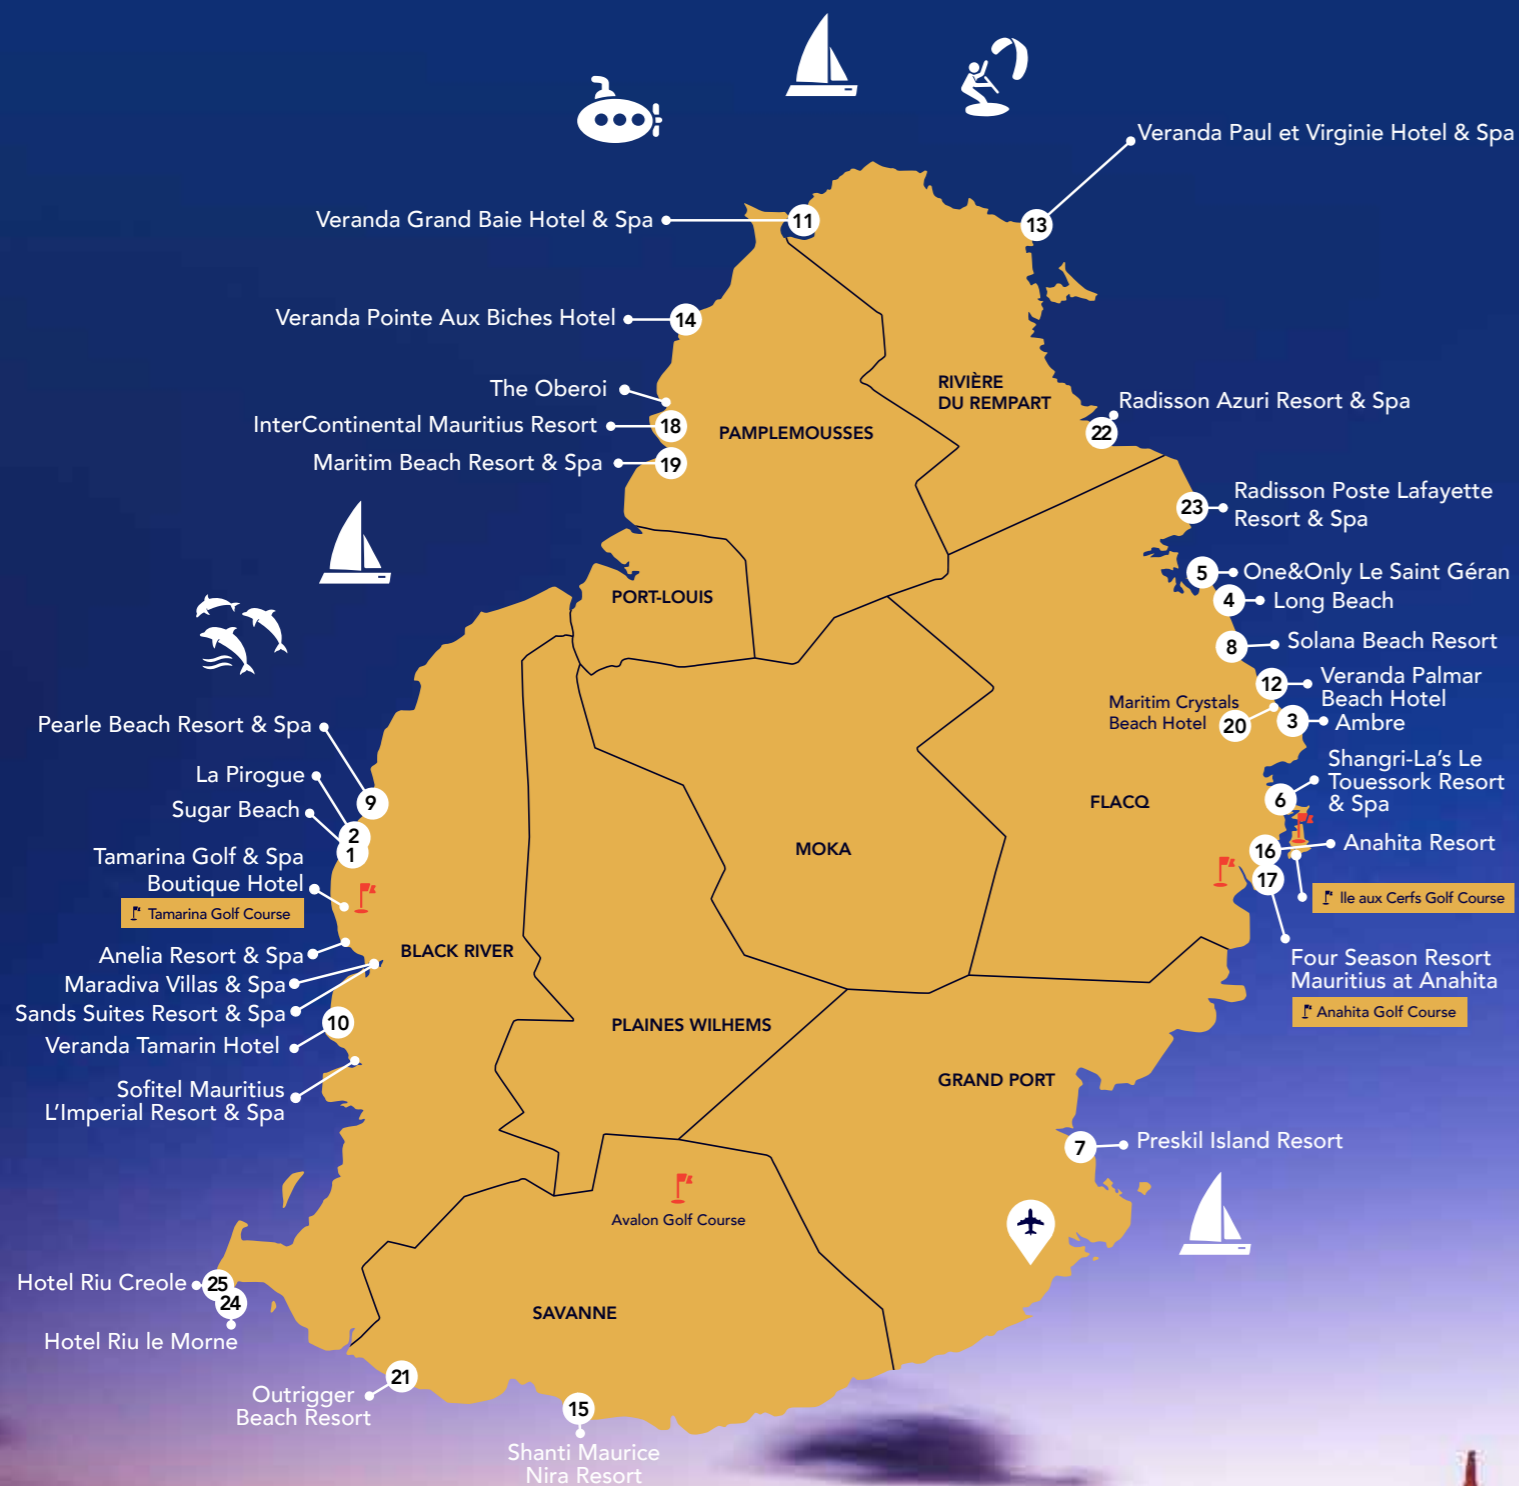 Veranda Paul et Virginie Hotel & Spa
13
Veranda Grand Baie Hotel & Spa
11
Veranda Pointe Aux Biches Hotel
14
The Oberoi
InterContinental Mauritius Resort
18
Maritim Beach Resort & Spa
19
PAMPLEMOUSSES
RIVIÈRE
DU REMPART
Radisson Azuri Resort & Spa
22
Radisson Poste Lafayette
Resort & Spa
23
5
One&Only Le Saint Géran
4
Long Beach
8
Solana Beach Resort
12
Veranda Palmar
Beach Hotel
Maritim Crystals
Beach Hotel
20
3
Ambre
Shangri-La's Le
Touessork Resort
& Spa
6
16
Anahita Resort
17
Ile aux Cerfs Golf Course
Four Season Resort
Mauritius at Anahita
Anahita Golf Course
PORT-LOUIS
FLACQ
MOKA
Pearle Beach Resort & Spa
9
La Pirogue
2
Sugar Beach
1
Tamarina Golf & Spa
Boutique Hotel
Tamarina Golf Course
BLACK RIVER
Anelia Resort & Spa
Maradiva Villas & Spa
Sands Suites Resort & Spa
10
Veranda Tamarin Hotel
Sofitel Mauritius
L'Imperial Resort & Spa
PLAINES WILHEMS
GRAND PORT
7
Preskil Island Resort
Avalon Golf Course
SAVANNE
Hotel Riu Creole
25
24
Hotel Riu le Morne
21
Outrigger
Beach Resort
15
Shanti Maurice
Nira Resort